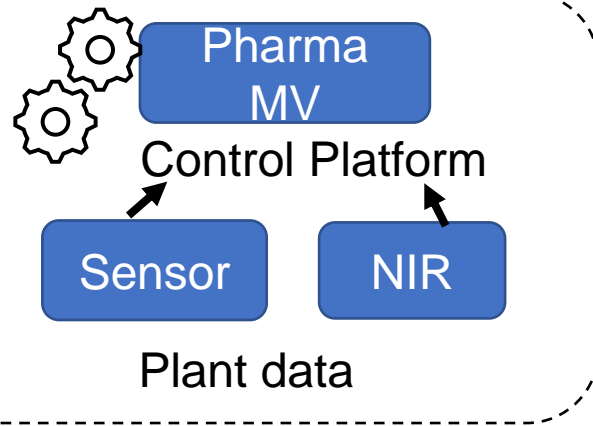 Pharma
MV
Control Platform
Sensor
NIR
Plant data